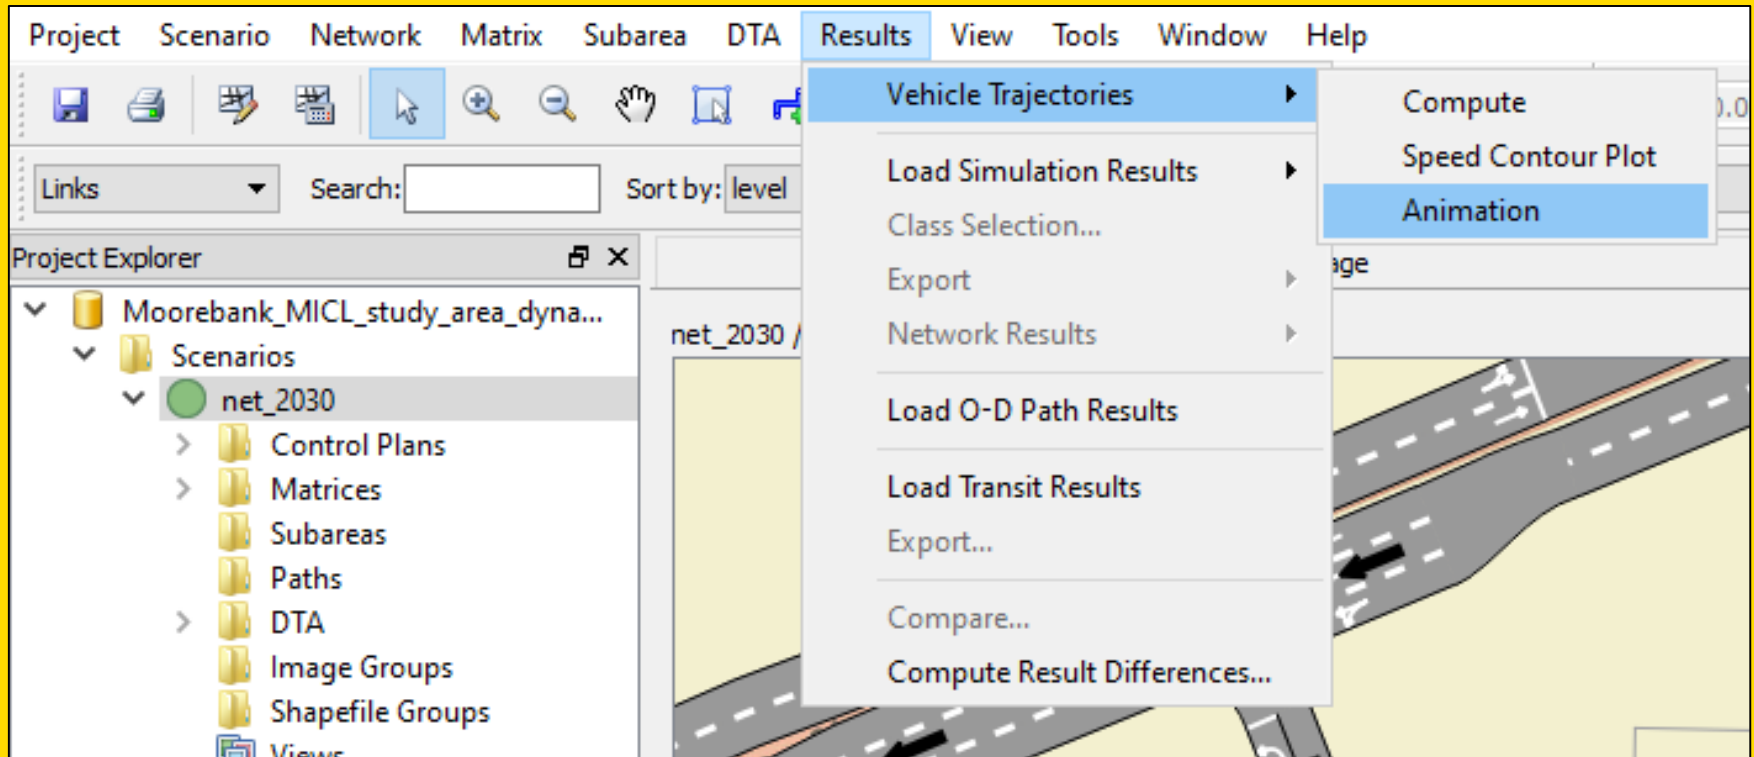 Project Scenario Network Matrix Subarea DTA Results View Tools Window Help
Links Search: Sort by: level
Vehicle Trajectories
Load Simulation Results
Class Selection...
Export
Network Results
Load O-D Path Results
Load Transit Results
Export...
Compare...
Compute Result Differences...
Compute
Speed Contour Plot
Animation
Project Explorer
Moorebank_MICL_study_area_dyna...
Scenarios
net_2030
Control Plans
Matrices
Subareas
Paths
DTA
Image Groups
Shapefile Groups
Views
net_2030 /